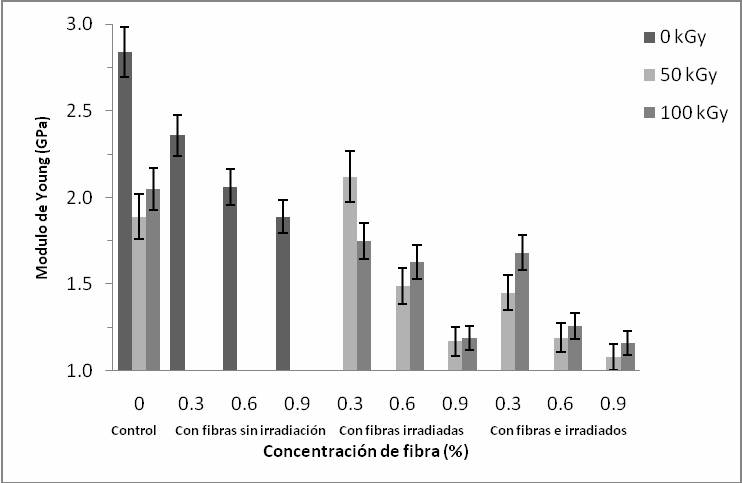 3.0
2.5
2.0
1.5
1.0
Modulo de Young (GPa)
0 kGy
50 kGy
100 kGy
0 0.3 0.6 0.9 0.3 0.6 0.9 0.3 0.6 0.9
Control Con fibras sin irradiación Con fibras irradiadas Con fibras e irradiados
Concentración de fibra (%)